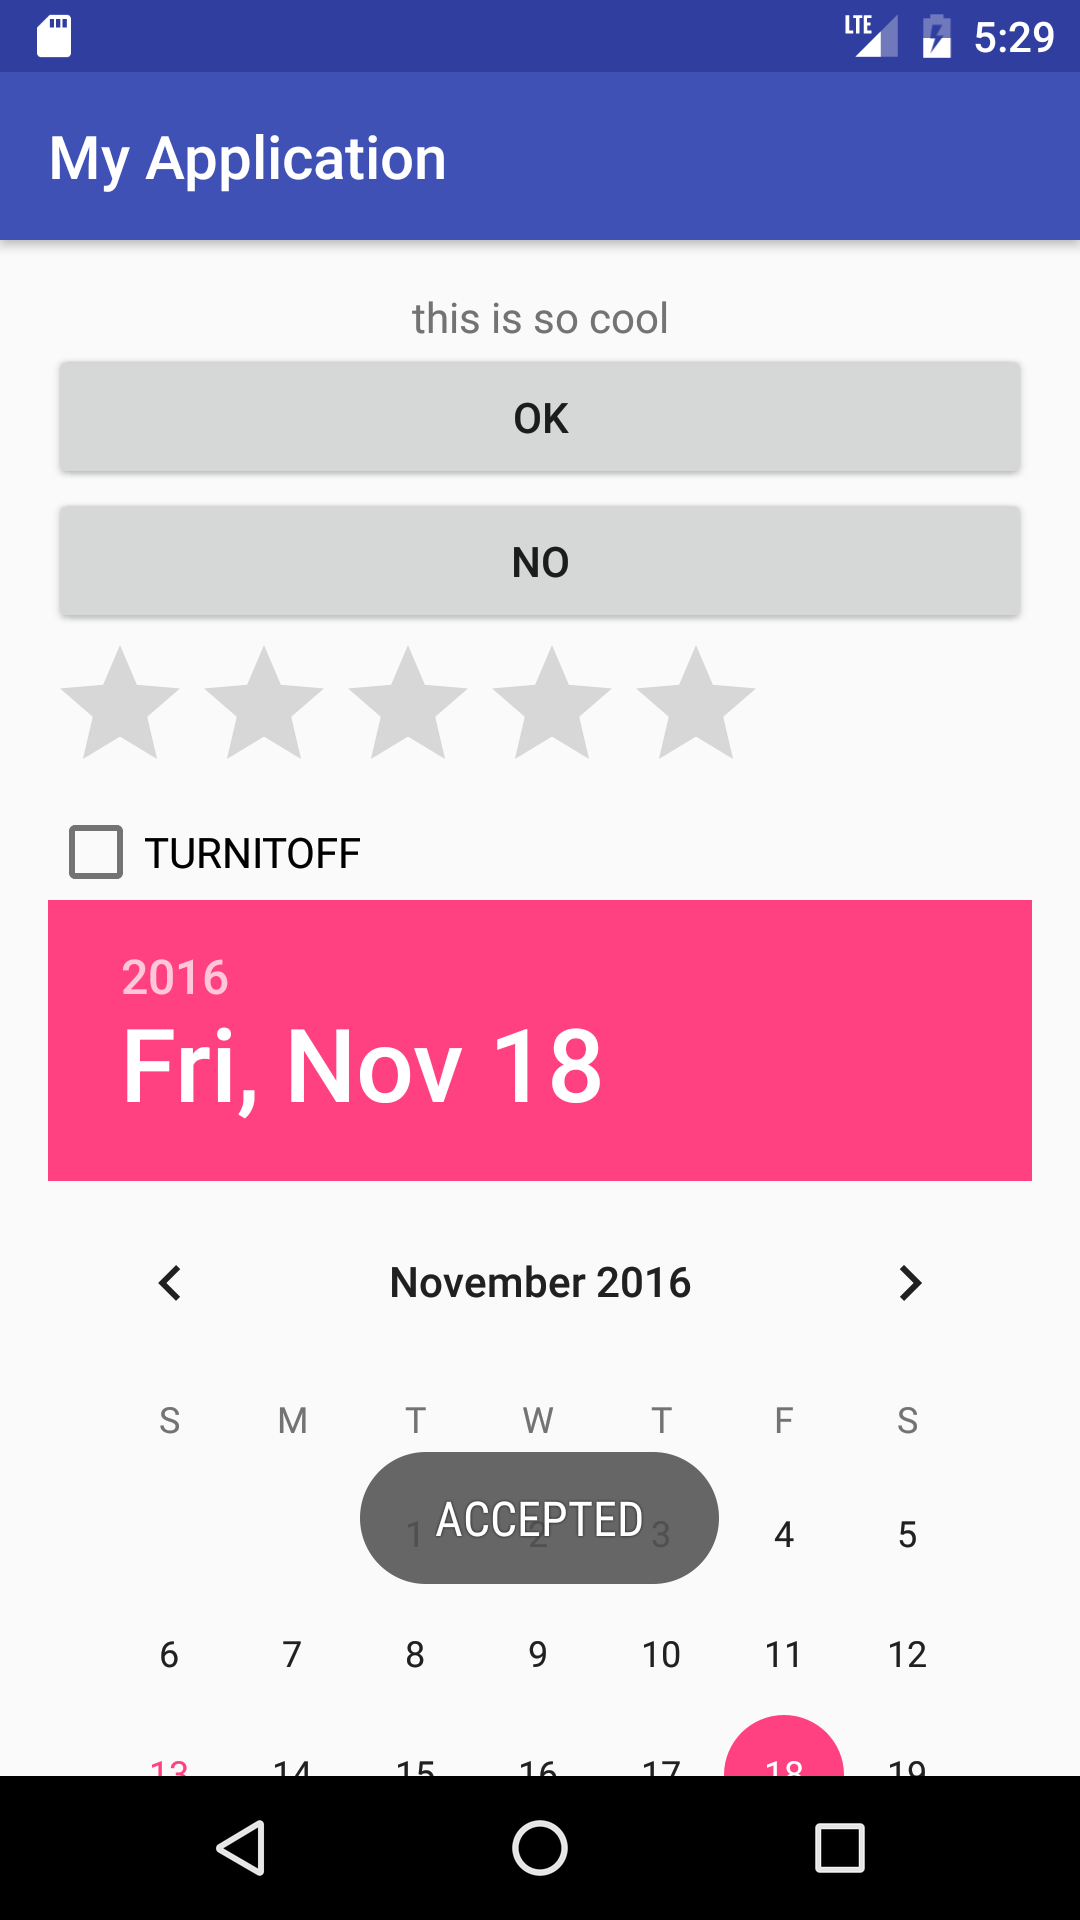 LTE 5:29
My Application
this is so cool
OK
NO
TURNITOFF
2016
Fri, Nov 18
November 2016
S M T W T F S
1 2 3 4 5
ACCEPTED
6 7 8 9 10 11 12
13 14 15 16 17 18 19